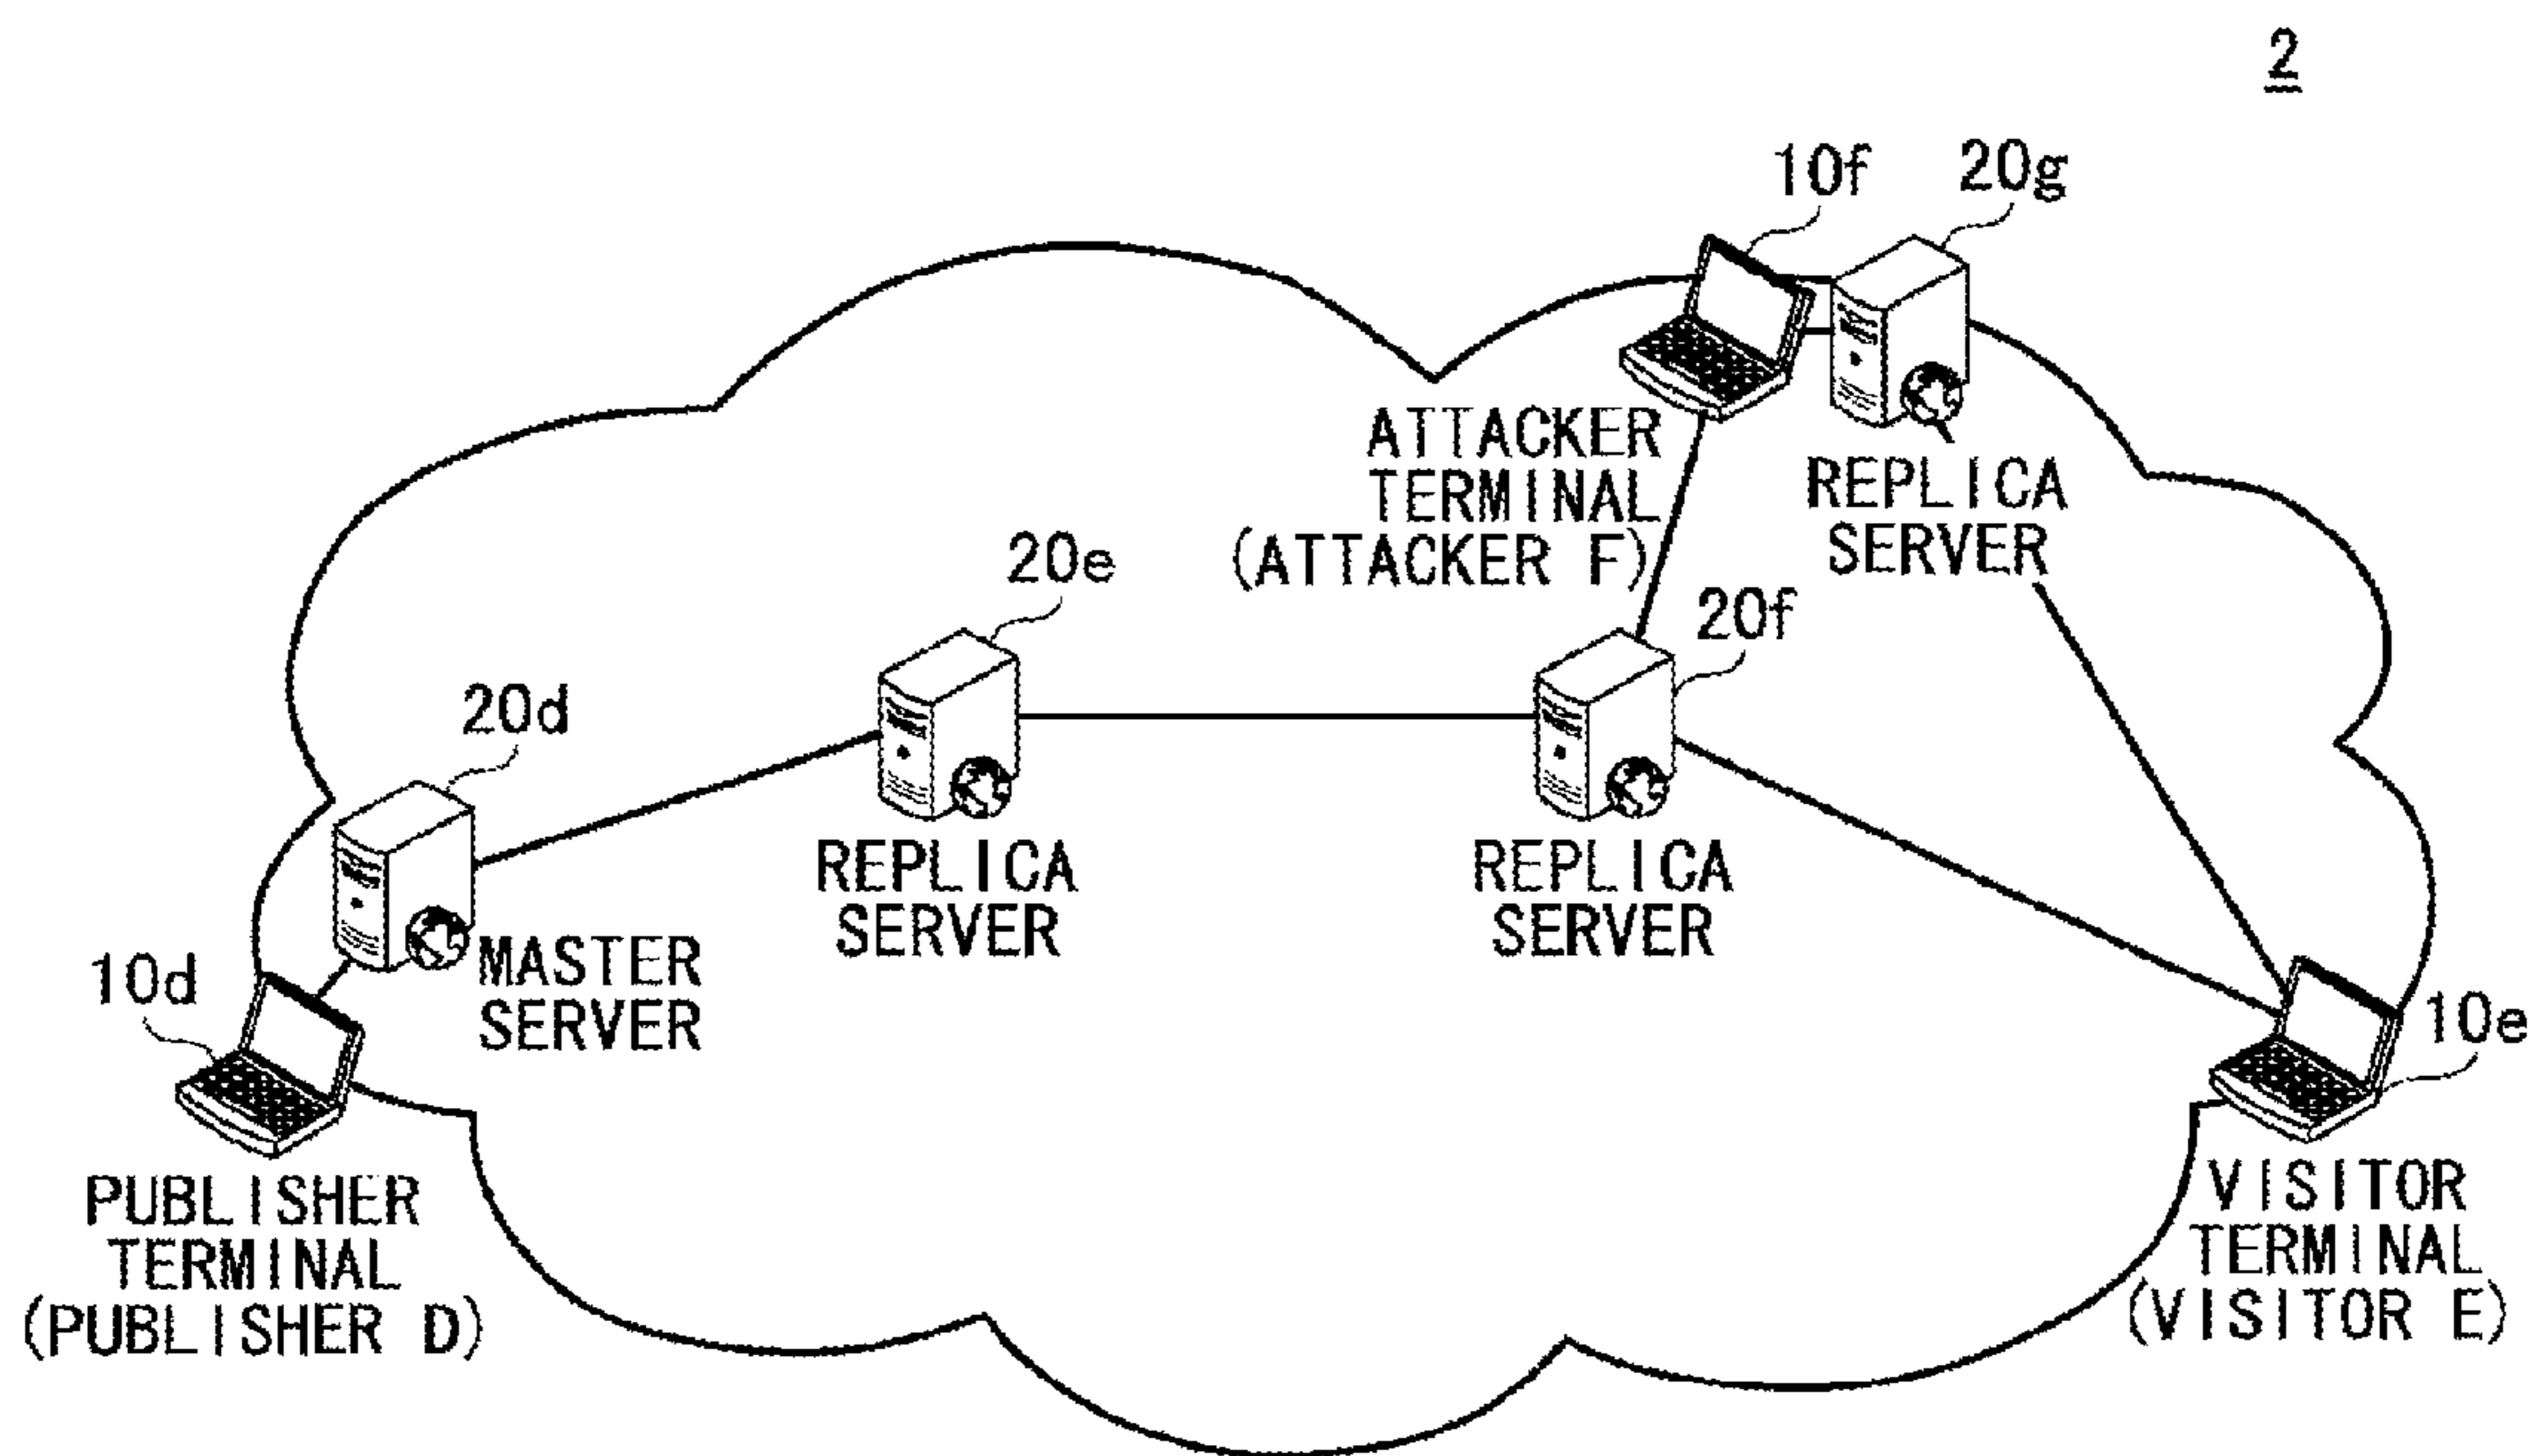 2
10f
20g
ATTACKER
TERMINAL
(ATTACKER F)
REPLICA
SERVER
20e
20f
20d
REPLICA
SERVER
REPLICA
SERVER
MASTER
SERVER
10d
10e
PUBLISHER
TERMINAL
(PUBLISHER D)
VISITOR
TERMINAL
(VISITOR E)